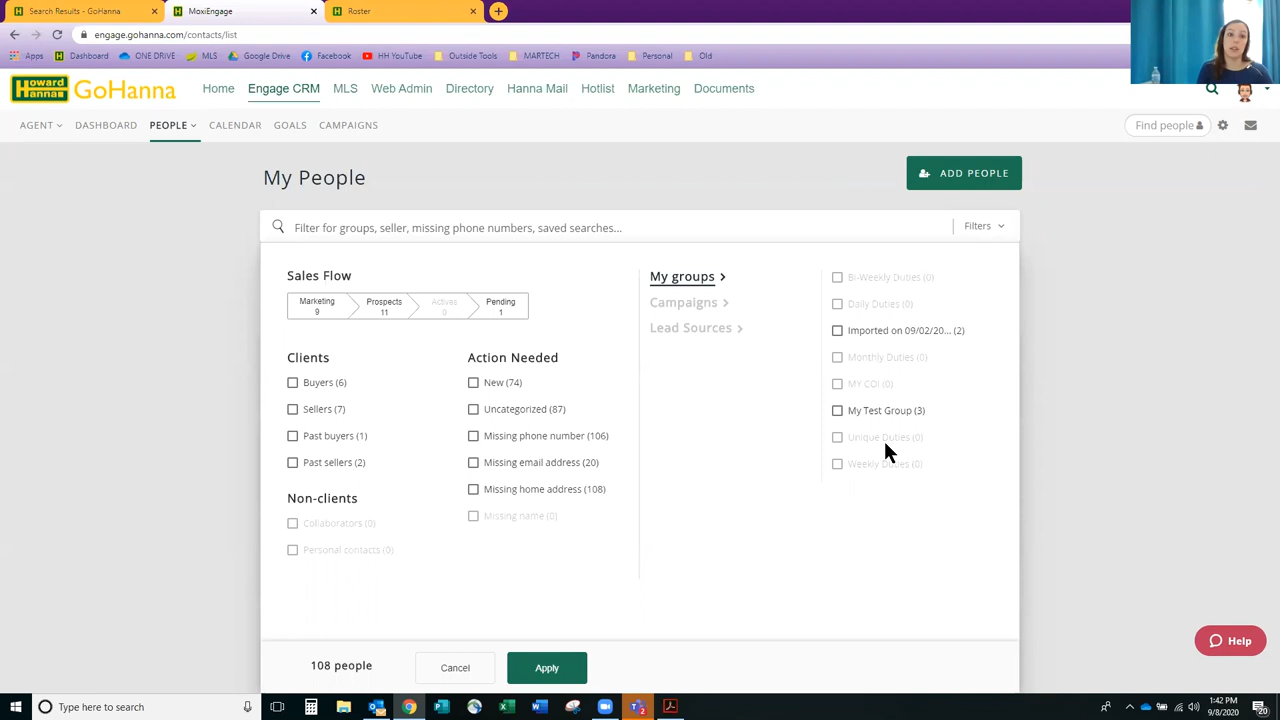 Search Results - GoHanna
MoxiEngage
Roster
engage.gohanna.com/contacts/list
Apps
Dashboard
ONE DRIVE
MLS
Google Drive
Facebook
HH YouTube
Outside Tools
MARTECH
Pandora
Personal
Old
Howard Hanna
GoHanna
Home
Engage CRM
MLS
Web Admin
Directory
Hanna Mail
Hotlist
Marketing
Documents
AGENT
DASHBOARD
PEOPLE
CALENDAR
GOALS
CAMPAIGNS
Find people
My People
ADD PEOPLE
Filter for groups, seller, missing phone numbers, saved searches...
Filters
Sales Flow
Marketing
9
Prospects
11
Actives
0
Pending
1
Clients
Buyers (6)
Sellers (7)
Past buyers (1)
Past sellers (2)
Non-clients
Collaborators (0)
Personal contacts (0)
Action Needed
New (74)
Uncategorized (87)
Missing phone number (106)
Missing email address (20)
Missing home address (108)
Missing name (0)
My groups
Campaigns
Lead Sources
Bi-Weekly Duties (0)
Daily Duties (0)
Imported on 09/02/20... (2)
Monthly Duties (0)
MY COI (0)
My Test Group (3)
Unique Duties (0)
Weekly Duties (0)
108 people
Cancel
Apply
Help
Type here to search
1:42 PM
9/8/2020